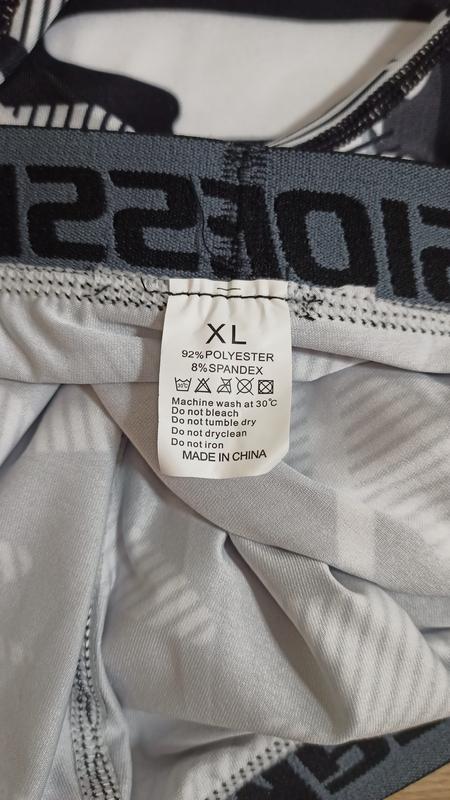 XL
92%POLYESTER
8%SPANDEX
Machine wash at 30℃
Do not bleach
Do not tumble dry
Do not dryclean
Do not iron
MADE IN CHINA